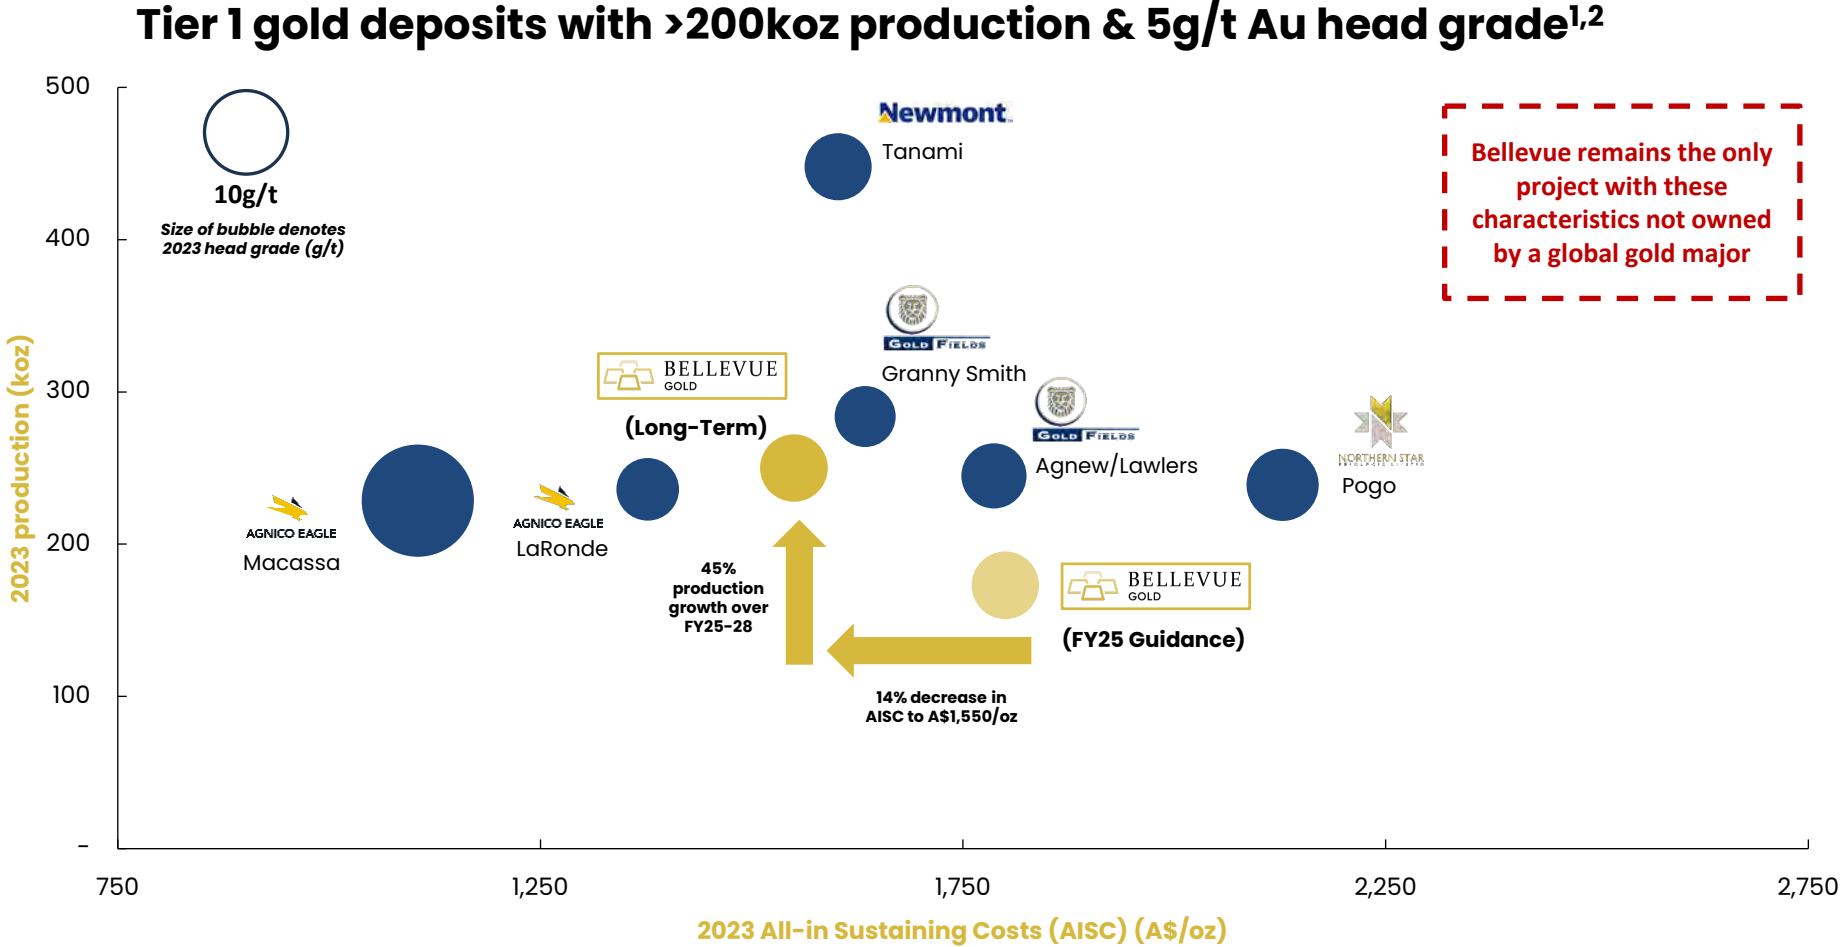 Tier 1 gold deposits with >200koz production & 5g/t Au head grade1,2
500
400
300
200
100
–
2023 production (koz)
10g/t
Size of bubble denotes
2023 head grade (g/t)
Newmont
Tanami
Bellevue remains the only
project with these
characteristics not owned
by a global gold major
GOLD FIELDS
Granny Smith
BELLEVUE
GOLD
(Long-Term)
GOLD FIELDS
Agnew/Lawlers
NORTHERN STAR
Pogo
AGNICO EAGLE
Macassa
AGNICO EAGLE
LaRonde
45%
production
growth over
FY25-28
BELLEVUE
GOLD
(FY25 Guidance)
14% decrease in
AISC to A$1,550/oz
750
1,250
1,750
2,250
2,750
2023 All-in Sustaining Costs (AISC) (A$/oz)